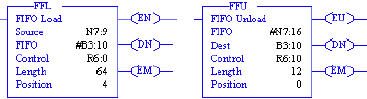 FFL
FIFO Load
EN
Source N7:9
FIFO #B3:10
DN
Control R6:0
Length 64
EM
Position 4
FFU
FIFO Unload
EU
FIFO #N7:16
Dest B3:10
DN
Control R6:10
Length 12
EM
Position 0